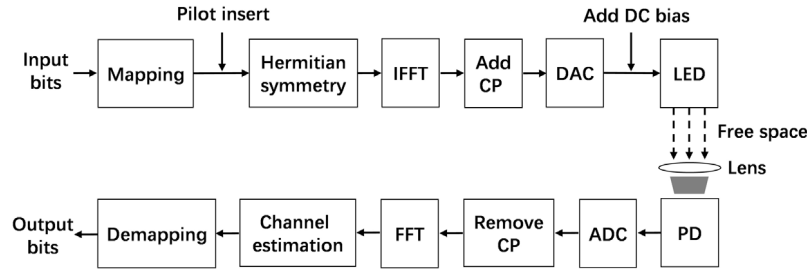 Pilot insert
Add DC bias
Input
bits
Mapping
Hermitian
symmetry
IFFT
Add
CP
DAC
LED
Free space
Lens
Output
bits
Demapping
Channel
estimation
FFT
Remove
CP
ADC
PD